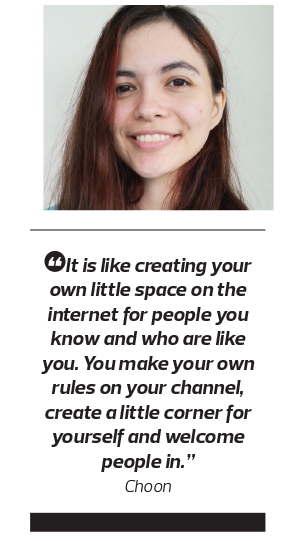 “It is like creating your
own little space on the
internet for people you
know and who are like
you. You make your own
rules on your channel,
create a little corner for
yourself and welcome
people in.”
Choon